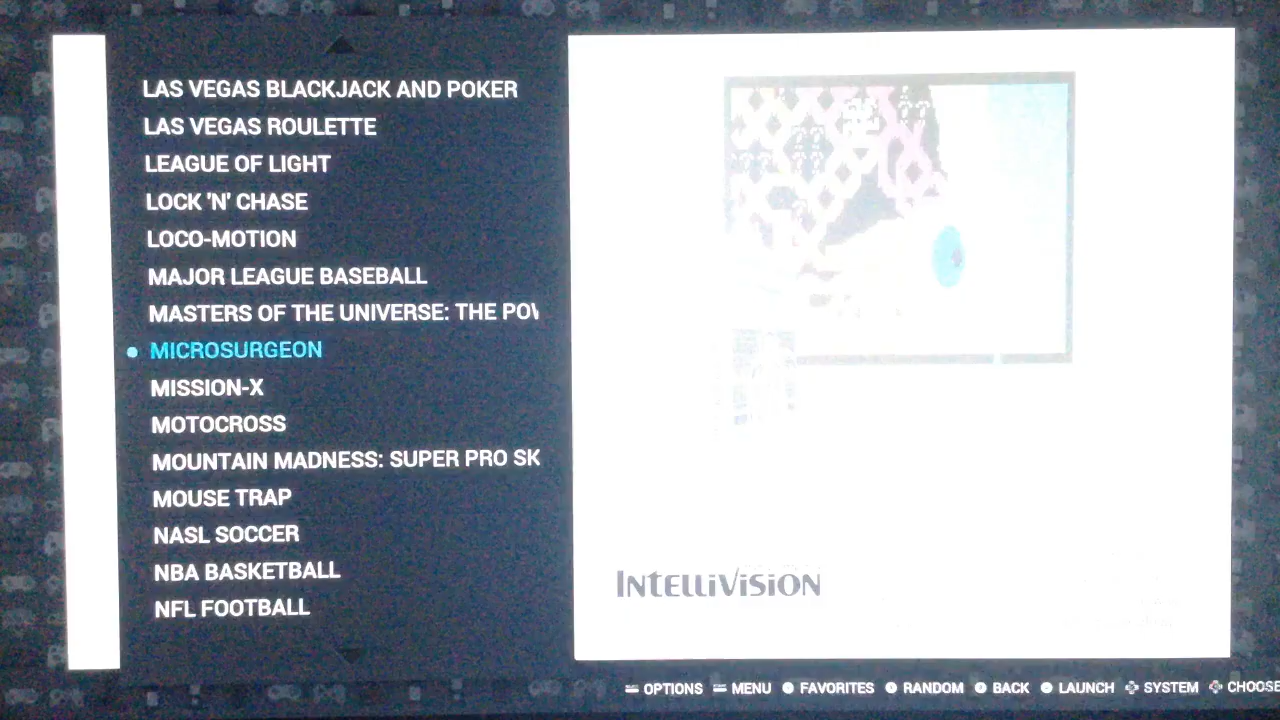 LAS VEGAS BLACKJACK AND POKER
LAS VEGAS ROULETTE
LEAGUE OF LIGHT
LOCK 'N' CHASE
LOCO-MOTION
MAJOR LEAGUE BASEBALL
MASTERS OF THE UNIVERSE: THE
MICROSURGEON
MISSION-X
MOTOCROSS
MOUNTAIN MADNESS: SUPER PRO SK
MOUSE TRAP
NASL SOCCER
NBA BASKETBALL
NFL FOOTBALL
INTELLIVISION
OPTIONS MENU FAVORITES RANDOM BACK LAUNCH SYSTEM CHOOSE